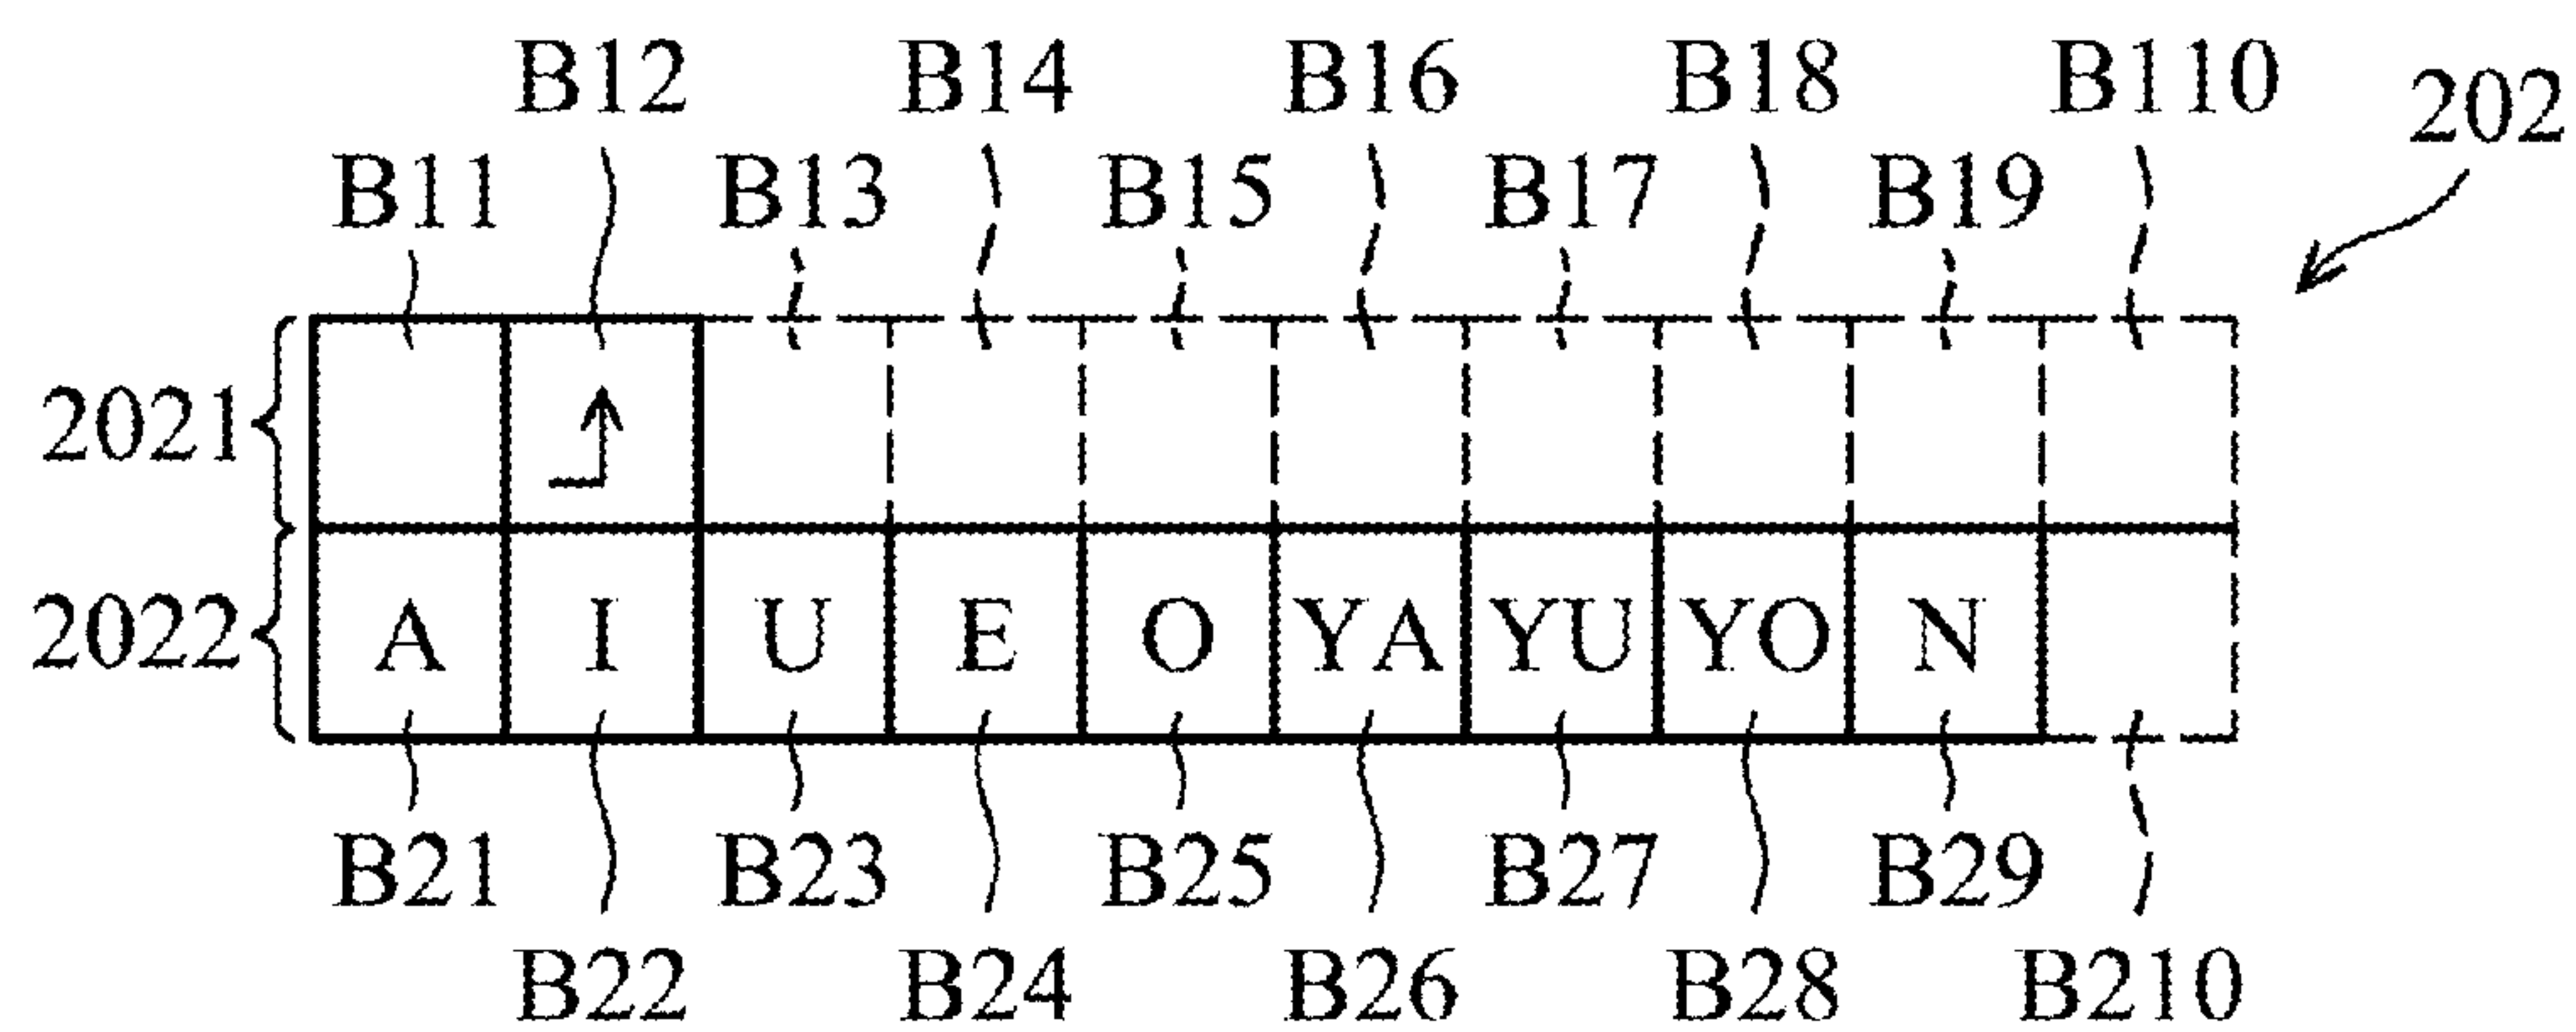 B12 B14 B16 B18 B110 202
B11 B13 B15 B17 B19
2021
2022 A I U E O YA YU YO N
B21 B23 B25 B27 B29
B22 B24 B26 B28 B210